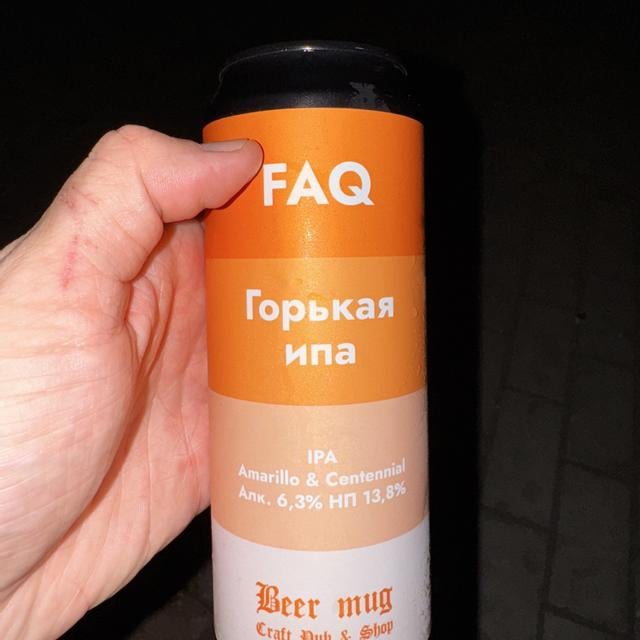 FAQ
Горькая
ипа
IPA
Amarillo & Centennial
Алк. 6,3% НП 13,8%
Beer mug
Craft Pub & Shop